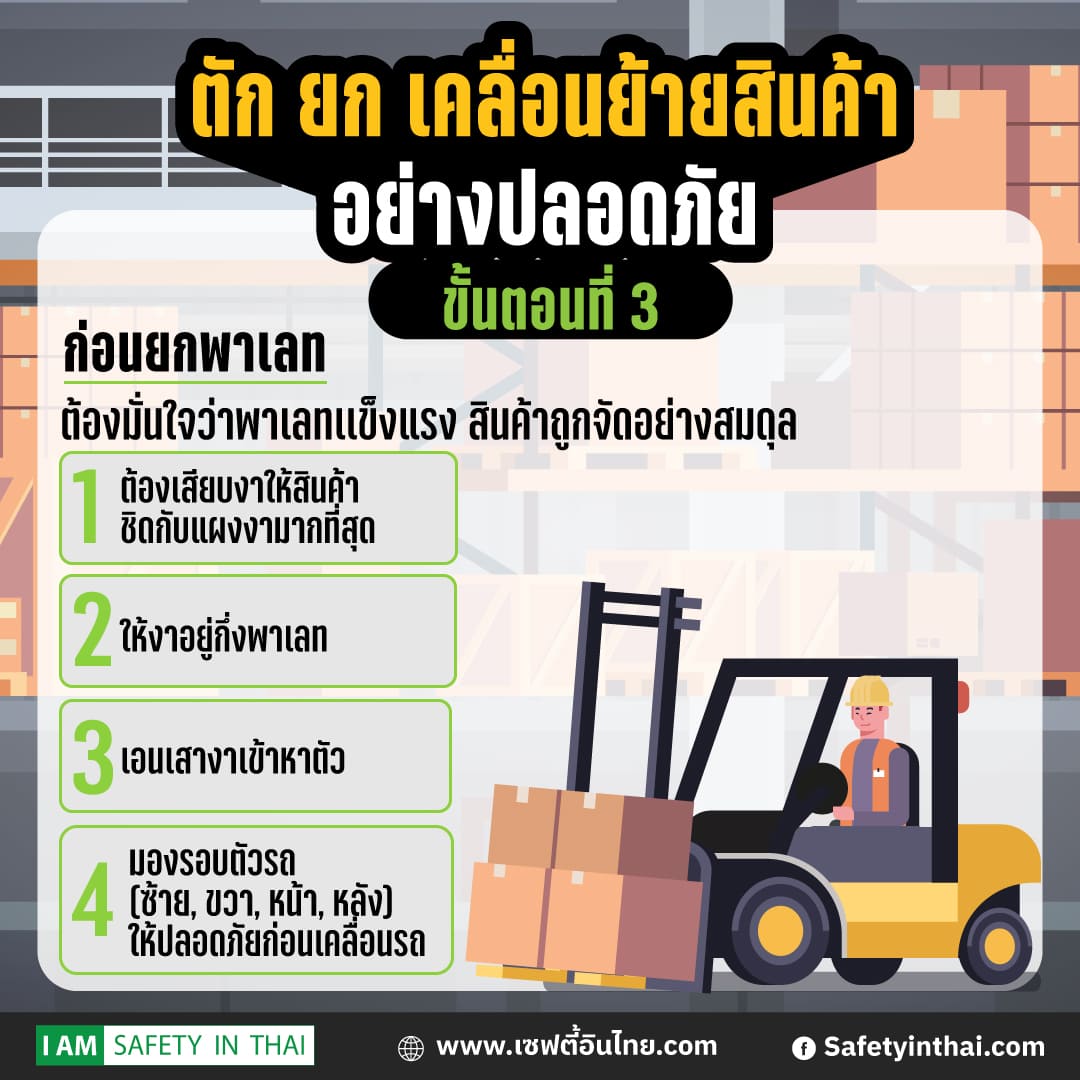 ตัก ยก เคลื่อนย้ายสินค้า
อย่างปลอดภัย
ขั้นตอนที่ 3
ก่อนยกพาเลท
ต้องมั่นใจว่าพาเลทแข็งแรง สินค้าถูกจัดอย่างสมดุล
1 ต้องเสียบงาให้สินค้า
ชิดกับแผงงามากที่สุด
2 ให้งาอยู่กึ่งพาเลท
3 เอนเสางาเข้าหาตัว
4 มองรอบตัวรถ
(ซ้าย, ขวา, หน้า, หลัง)
ให้ปลอดภัยก่อนเคลื่อนรถ
I AM SAFETY IN THAI
www.เซฟตี้อินไทย.com
Safetyinthai.com